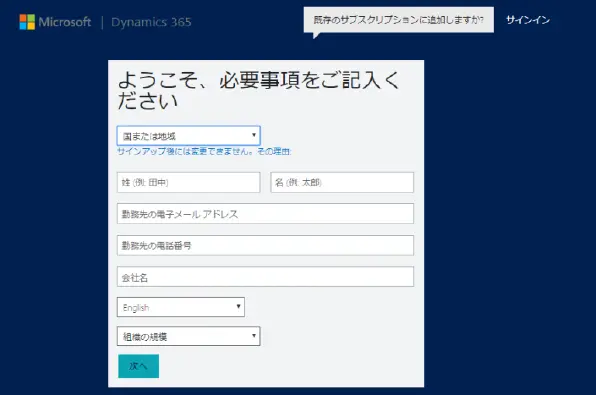 Microsoft | Dynamics 365
既存のサブスクリプションに追加しますか?
サインイン
ようこそ、必要事項をご記入く
ださい
国または地域
サインアップ後には変更できません。その理由:
姓 (例: 田中)
名 (例: 太郎)
勤務先の電子メール アドレス
勤務先の電話番号
会社名
English
組織の規模
次へ